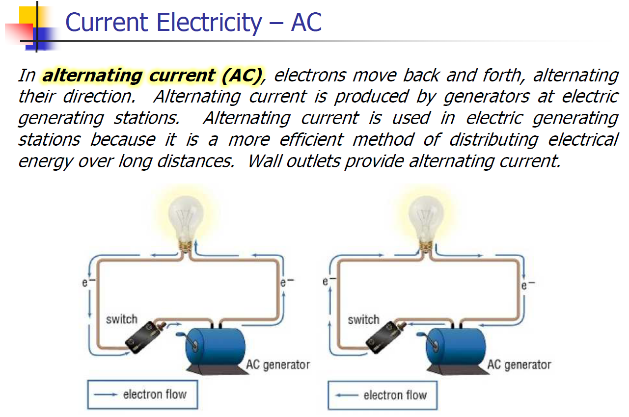 Current Electricity – AC
In alternating current (AC), electrons move back and forth, alternating
their direction. Alternating current is produced by generators at electric
generating stations. Alternating current is used in electric generating
stations because it is a more efficient method of distributing electrical
energy over long distances. Wall outlets provide alternating current.
e− e− e− e−
switch switch
AC generator AC generator
electron flow electron flow